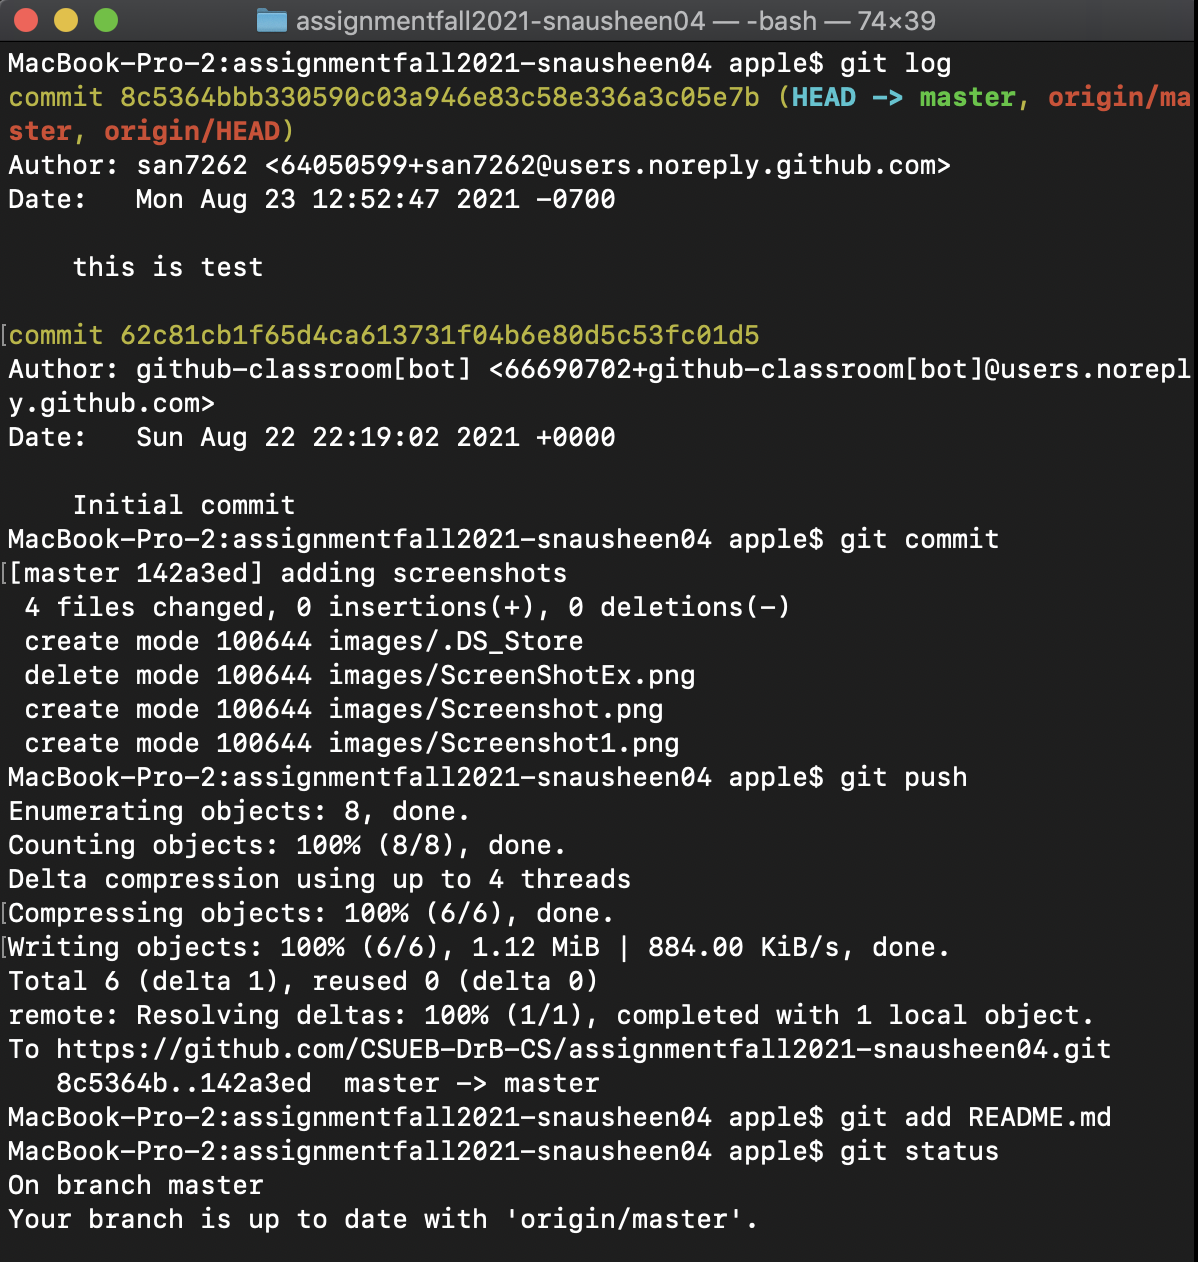 assignmentfall2021-snausheen04 — -bash — 74×39
MacBook-Pro-2:assignmentfall2021-snausheen04 apple$ git log
commit 8c5364bbb330590c03a946e83c58e336a3c05e7b (HEAD -> master, origin/ma
ster, origin/HEAD)
Author: san7262 <64050599+san7262@users.noreply.github.com>
Date:   Mon Aug 23 12:52:47 2021 -0700
    this is test
[commit 62c81cb1f65d4ca613731f04b6e80d5c53fc01d5
Author: github-classroom[bot] <66690702+github-classroom[bot]@users.norepl
y.github.com>
Date:   Sun Aug 22 22:19:02 2021 +0000
    Initial commit
MacBook-Pro-2:assignmentfall2021-snausheen04 apple$ git commit
[[master 142a3ed] adding screenshots
 4 files changed, 0 insertions(+), 0 deletions(-)
 create mode 100644 images/.DS_Store
 delete mode 100644 images/ScreenShotEx.png
 create mode 100644 images/Screenshot.png
 create mode 100644 images/Screenshot1.png
MacBook-Pro-2:assignmentfall2021-snausheen04 apple$ git push
Enumerating objects: 8, done.
Counting objects: 100% (8/8), done.
Delta compression using up to 4 threads
[Compressing objects: 100% (6/6), done.
[Writing objects: 100% (6/6), 1.12 MiB | 884.00 KiB/s, done.
Total 6 (delta 1), reused 0 (delta 0)
remote: Resolving deltas: 100% (1/1), completed with 1 local object.
To https://github.com/CSUEB-DrB-CS/assignmentfall2021-snausheen04.git
   8c5364b..142a3ed  master -> master
MacBook-Pro-2:assignmentfall2021-snausheen04 apple$ git add README.md
MacBook-Pro-2:assignmentfall2021-snausheen04 apple$ git status
On branch master
Your branch is up to date with 'origin/master'.